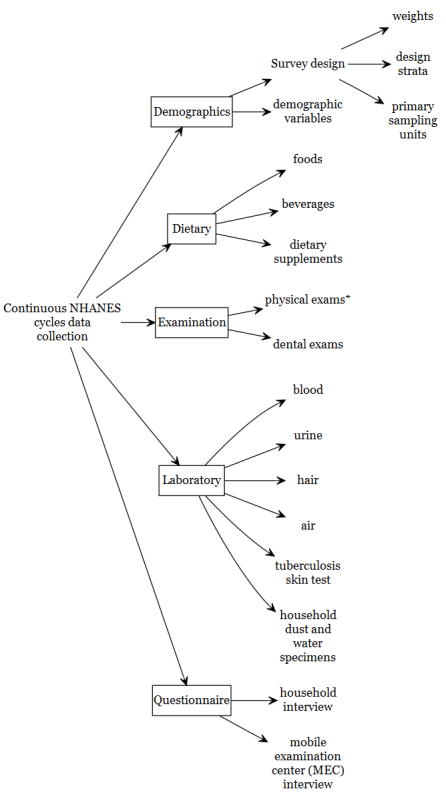 weights
Survey design
design
strata
primary
sampling
units
Demographics
demographic
variables
foods
Dietary
beverages
dietary
supplements
Continuous NHANES
cycles data
collection
physical exams*
Examination
dental exams
blood
urine
Laboratory
hair
air
tuberculosis
skin test
household
dust and
water
specimens
Questionnaire
household
interview
mobile
examination
center (MEC)
interview